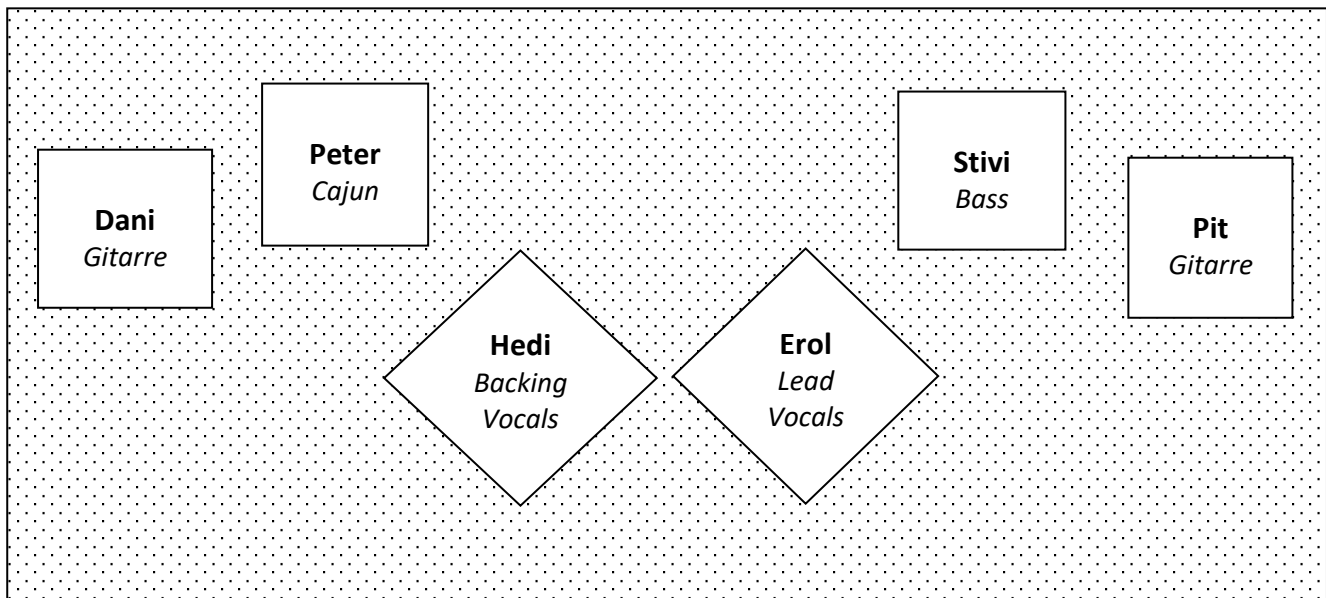 Dani
Gitarre
Peter
Cajun
Hedi
Backing
Vocals
Erol
Lead
Vocals
Stivi
Bass
Pit
Gitarre